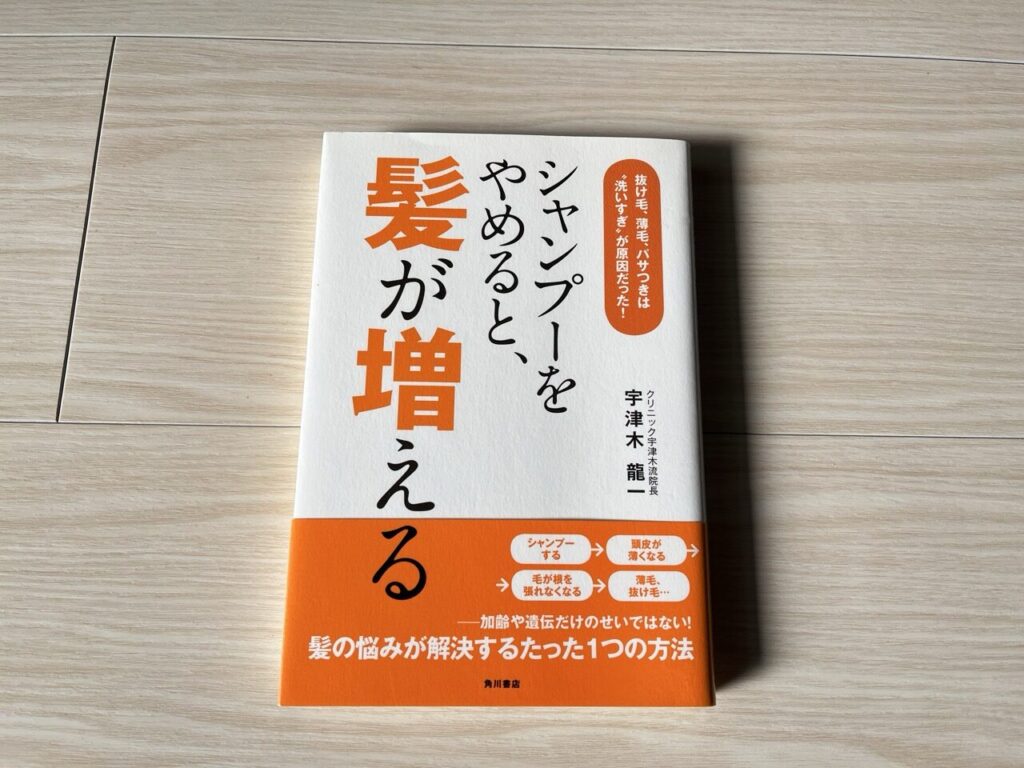 抜け毛、薄毛、パサつきは
〝洗いすぎ〟が原因だった!
シャンプーを
やめると、
髪が増える
クリニック宇津木流院長
宇津木 龍一
シャンプー
する
→
頭皮が
薄くなる
→
→
毛が根を
張れなくなる
→
薄毛、
抜け毛…
──加齢や遺伝だけのせいではない!
髪の悩みが解決するたった1つの方法
角川書店